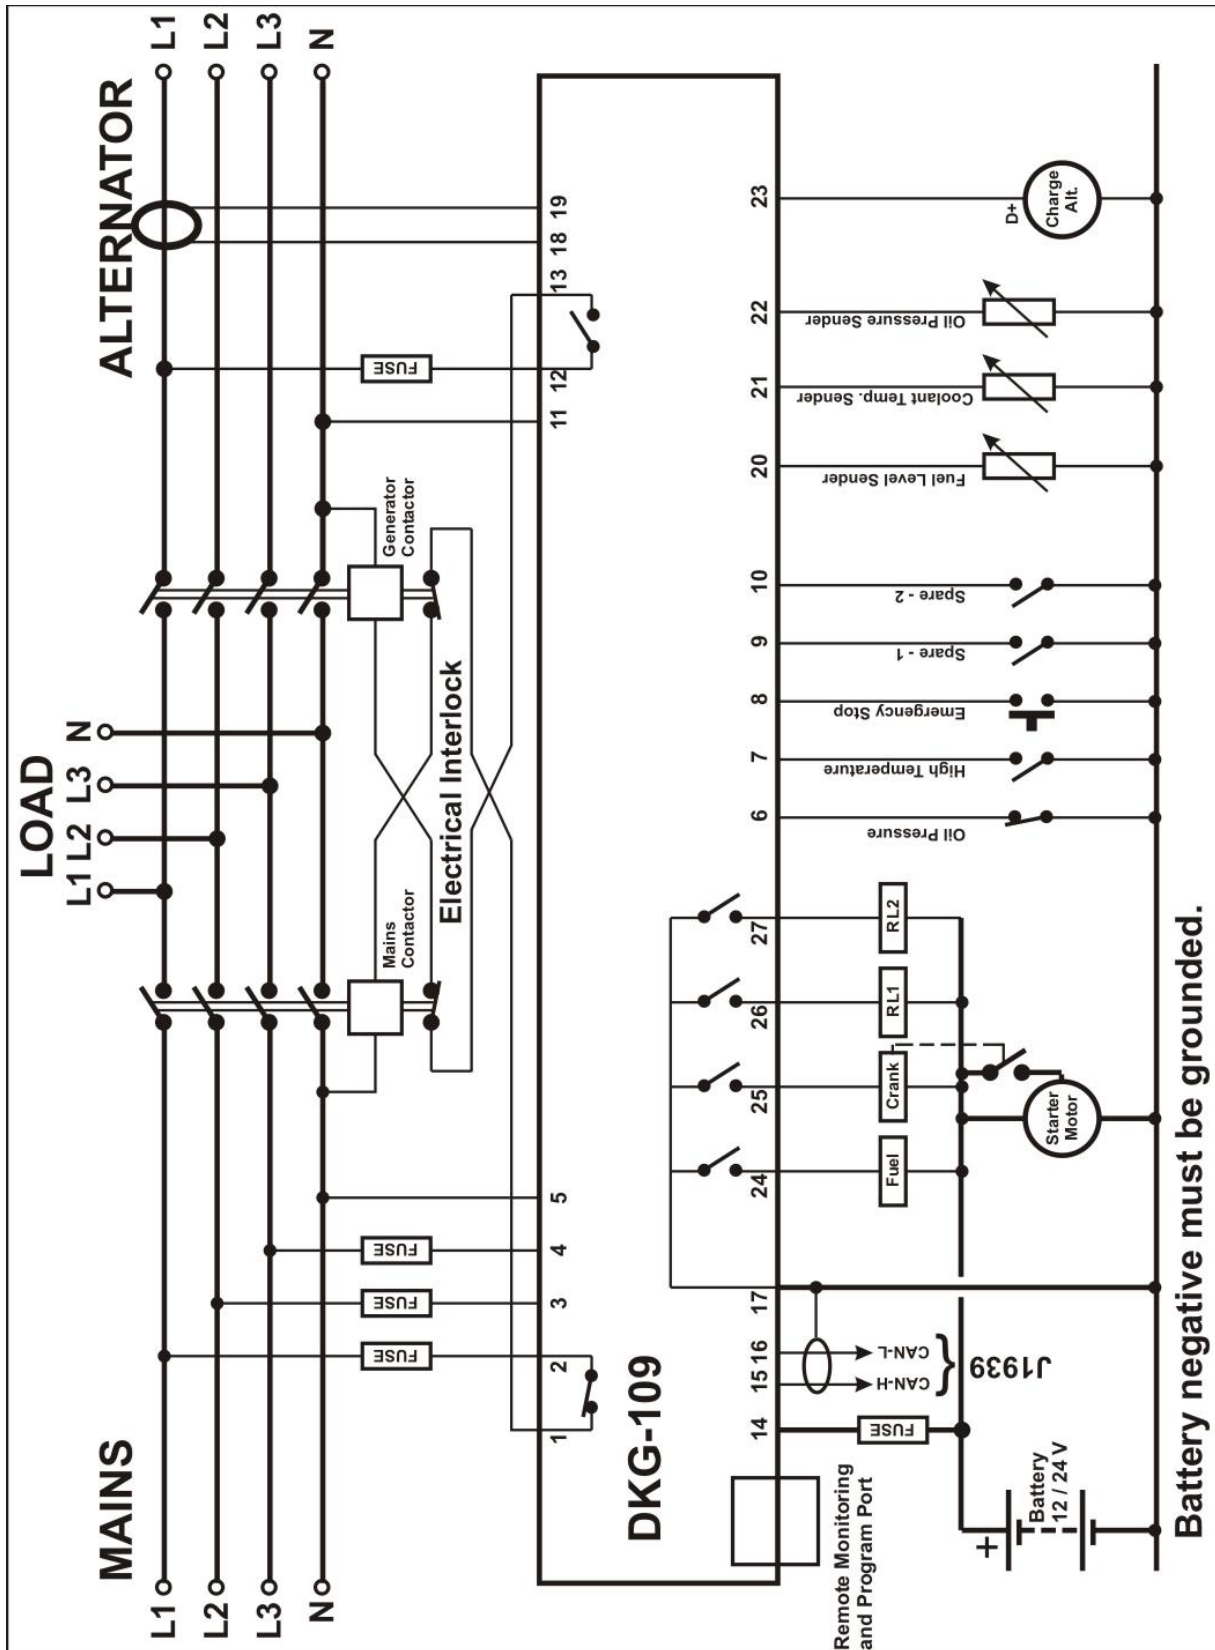 MAINS
LOAD
ALTERNATOR
L1
L2
L3
N
L1
L2
L3
N
L1
L2
L3
N
Mains
Contactor
Generator
Contactor
Electrical Interlock
FUSE
FUSE
FUSE
FUSE
1
2
3
4
5
11
12
13
18
19
DKG-109
14
15
16
17
24
25
26
27
6
7
8
9
10
20
21
22
23
Remote Monitoring
and Program Port
FUSE
CAN-H
CAN-L
J1939
Fuel
Crank
RL1
RL2
Oil Pressure
High Temperature
Emergency Stop
Spare - 1
Spare - 2
Fuel Level Sender
Coolant Temp. Sender
Oil Pressure Sender
D+
Charge
Alt.
Starter
Motor
+
Battery
12 / 24 V
Battery negative must be grounded.